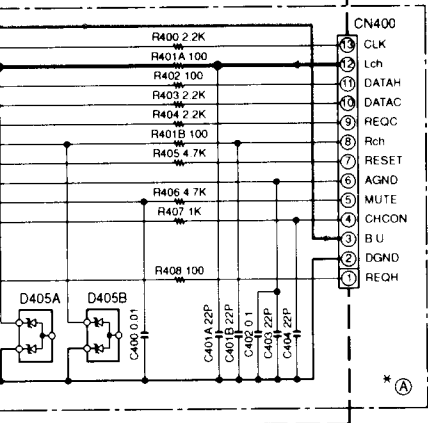 CN400
R400 2.2K
13 CLK
R401A 100
12 Lch
R402 100
11 DATAH
R403 2.2K
10 DATAC
R404 2.2K
9 REQC
R401B 100
8 Rch
R405 4.7K
7 RESET
6 AGND
R406 4.7K
5 MUTE
R407 1K
4 CHCON
3 B.U
2 DGND
R408 100
1 REQH
D405A
D405B
C400 0.01
C401A 22P
C401B 22P
C402 0.1
C403 22P
C404 22P
* A